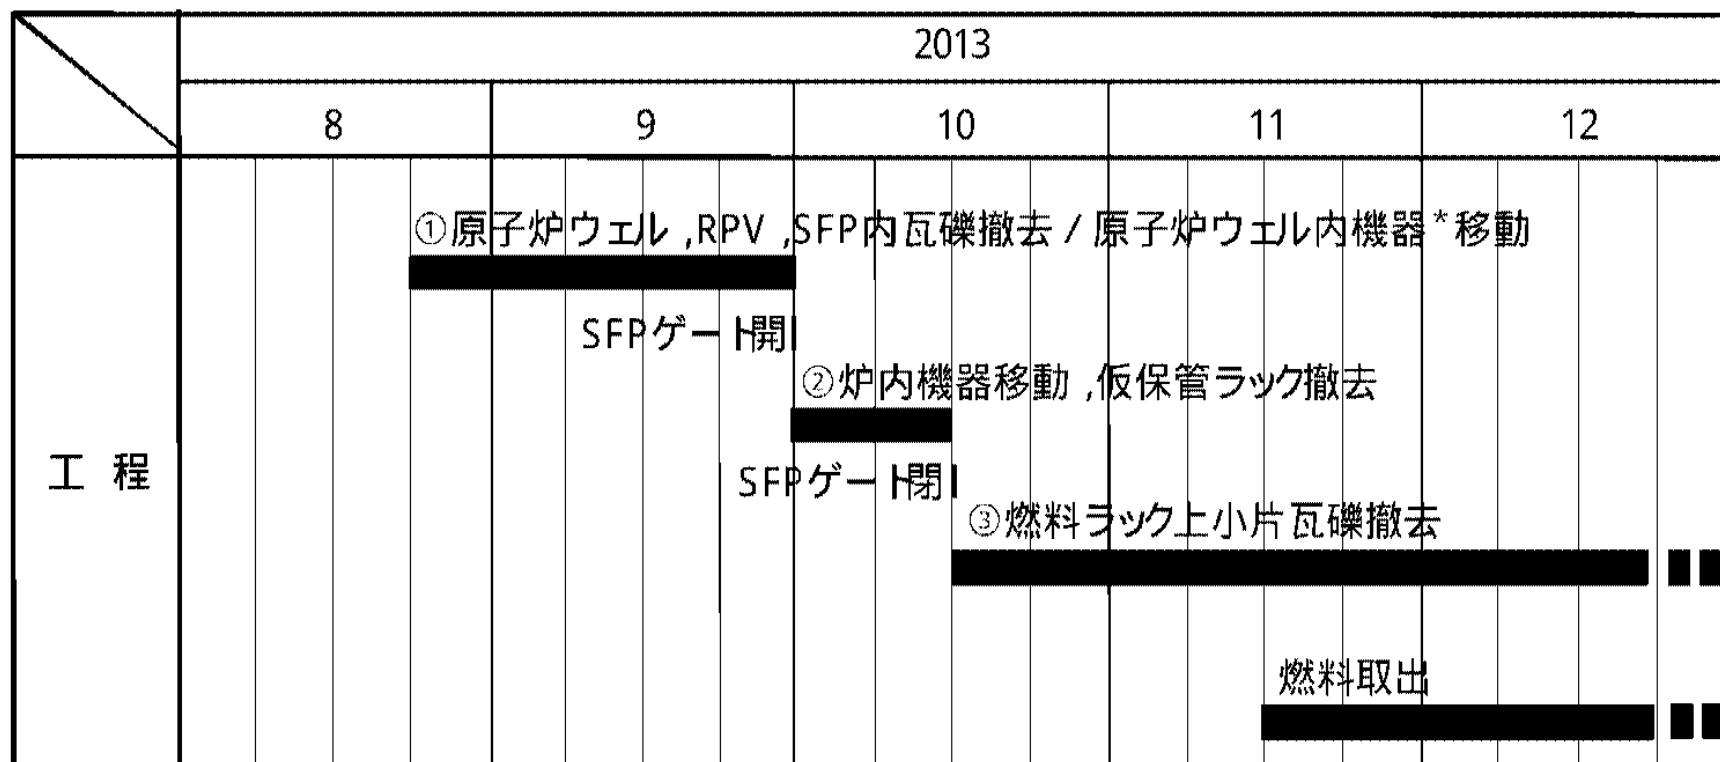 2013
8 9 10 11 12
①原子炉ウェル,RPV,SFP内瓦礫撤去/原子炉ウェル内機器*移動
SFPゲート開
②炉内機器移動,仮保管ラック撤去
工程
SFPゲート閉
③燃料ラック上小片瓦礫撤去
燃料取出